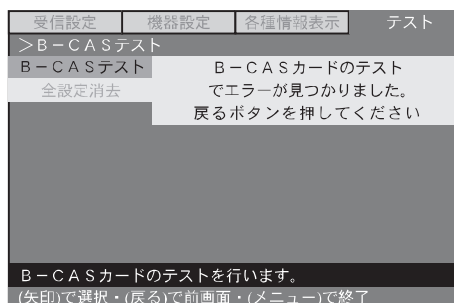 受信設定 機器設定 各種情報表示 テスト
＞Ｂ－ＣＡＳテスト
Ｂ－ＣＡＳテスト
全設定消去
Ｂ－ＣＡＳカードのテスト
でエラーが見つかりました。
戻るボタンを押してください
Ｂ－ＣＡＳカードのテストを行います。
(矢印)で選択・(戻る)で前画面・(メニュー)で終了